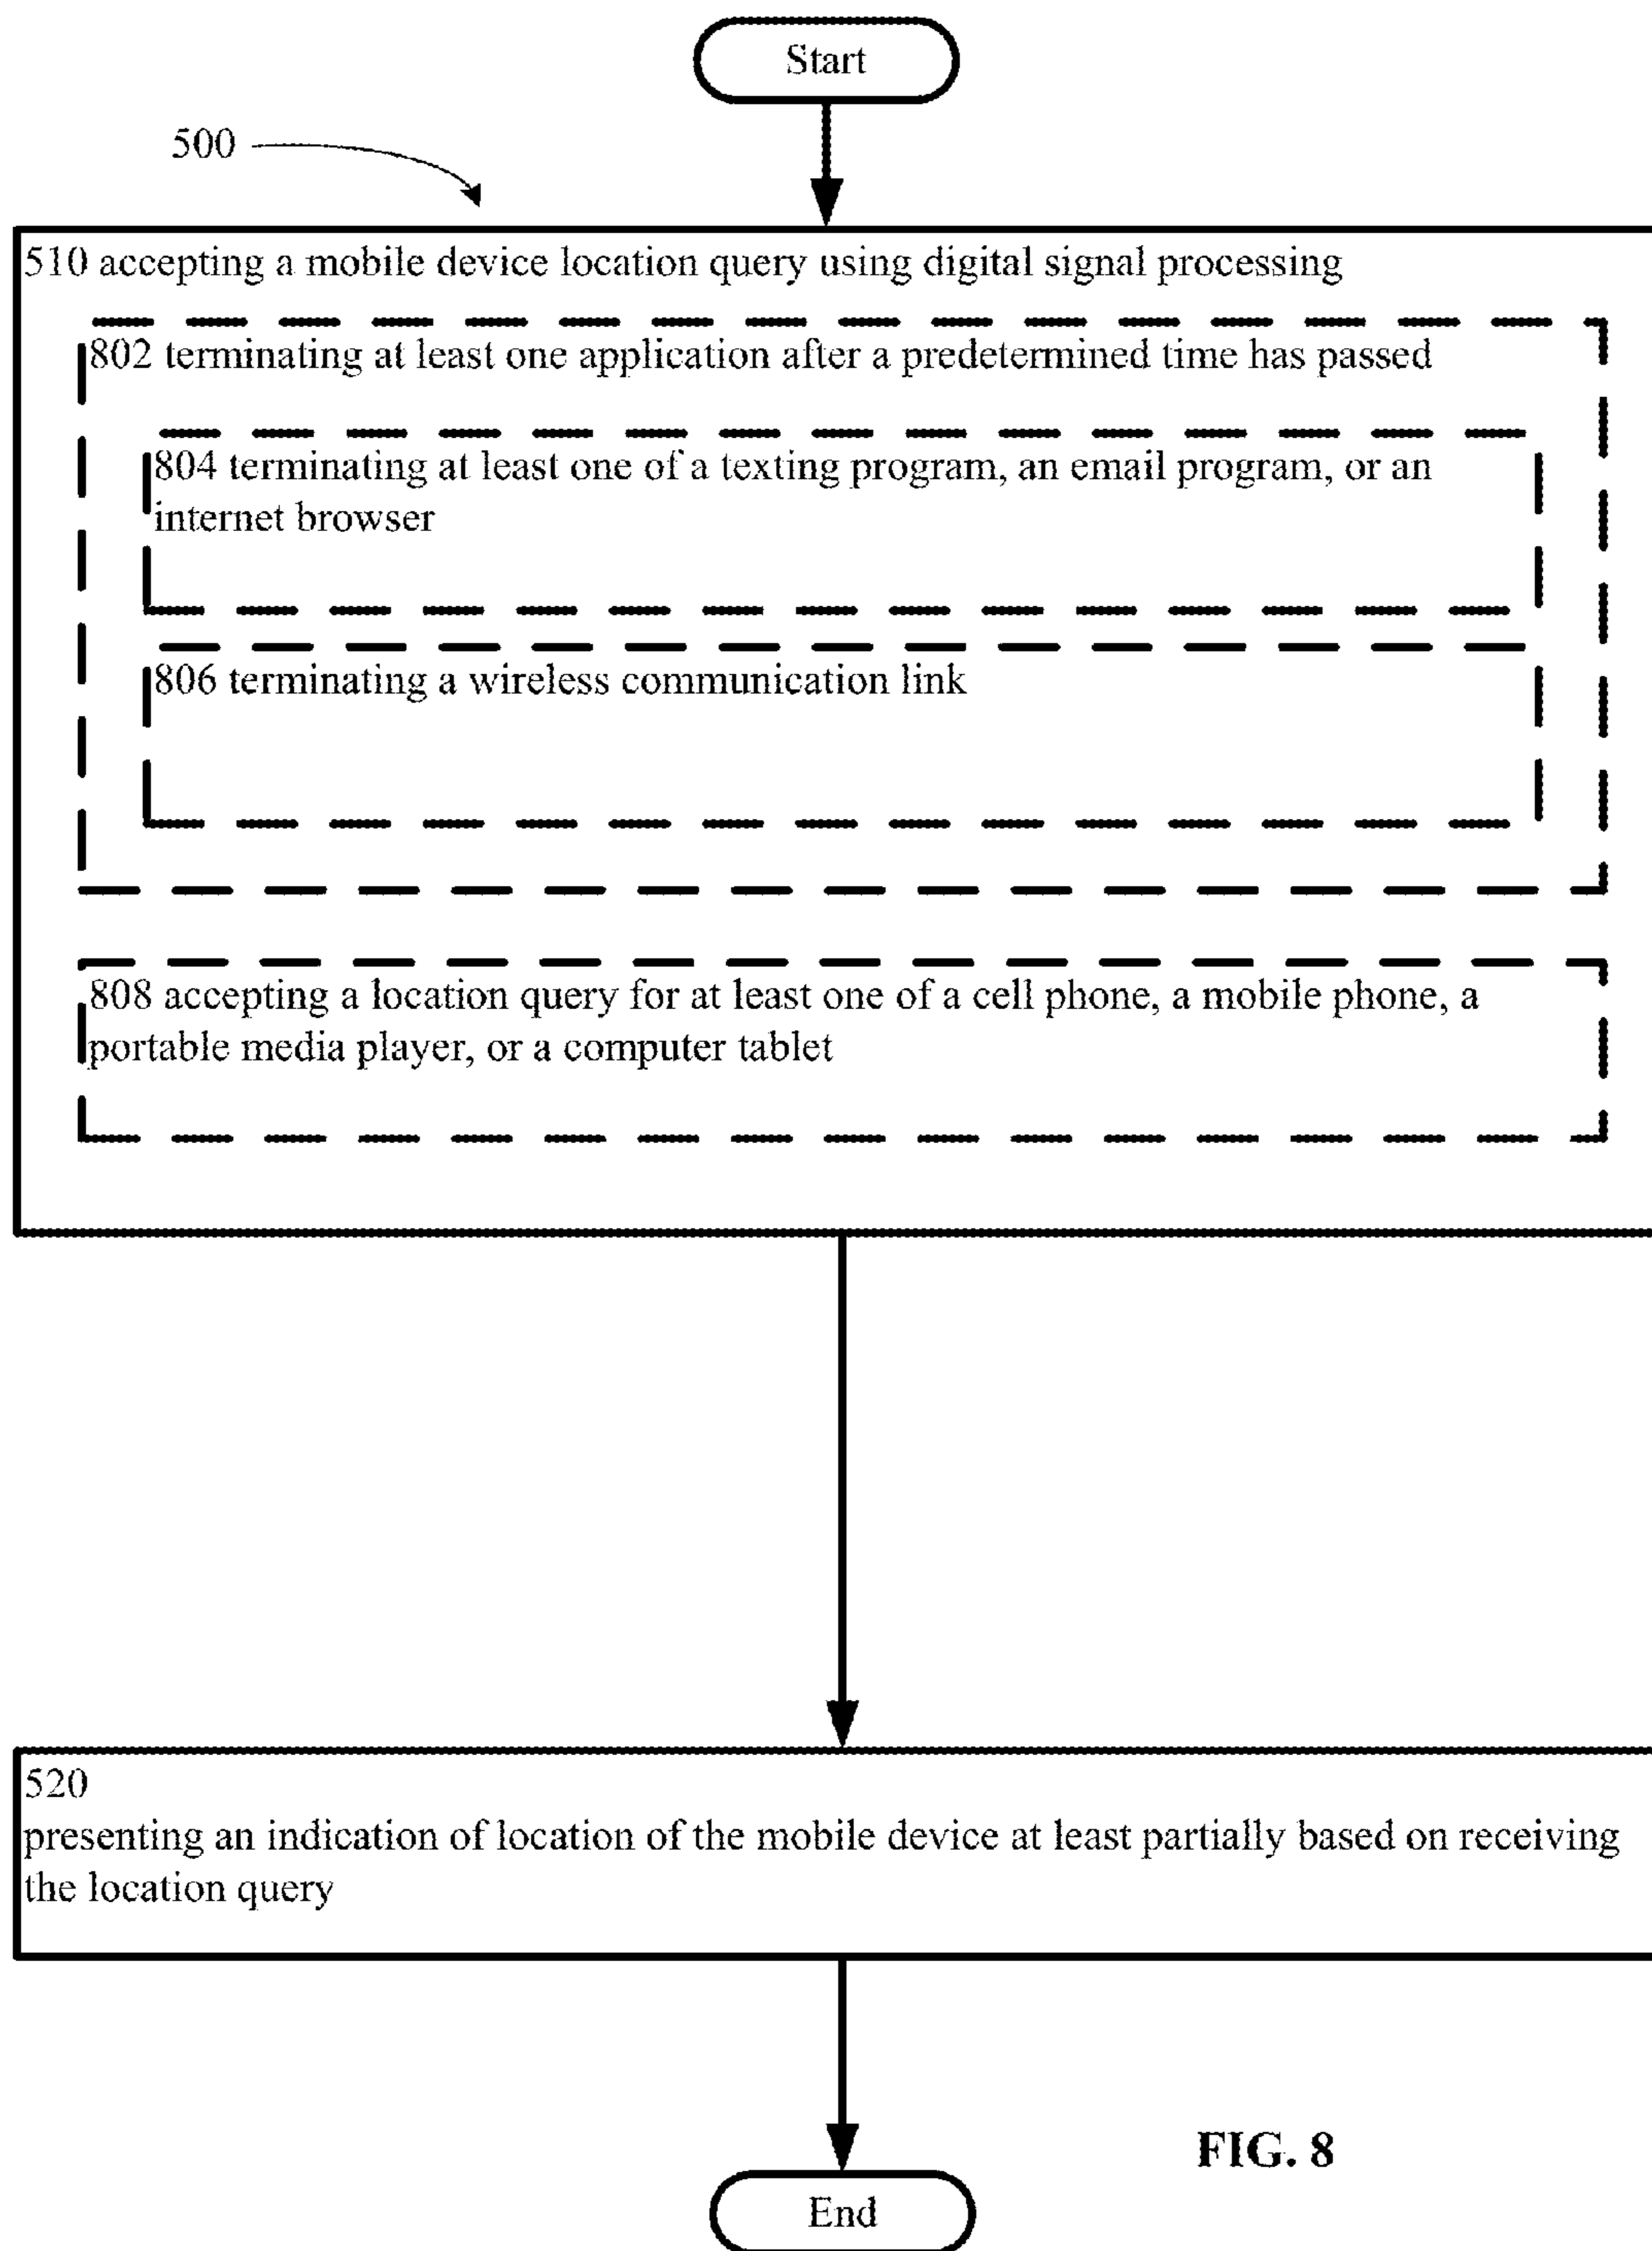 Start
500
510 accepting a mobile device location query using digital signal processing
802 terminating at least one application after a predetermined time has passed
804 terminating at least one of a texting program, an email program, or an
internet browser
806 terminating a wireless communication link
808 accepting a location query for at least one of a cell phone, a mobile phone, a
portable media player, or a computer tablet
520
presenting an indication of location of the mobile device at least partially based on receiving
the location query
FIG. 8
End